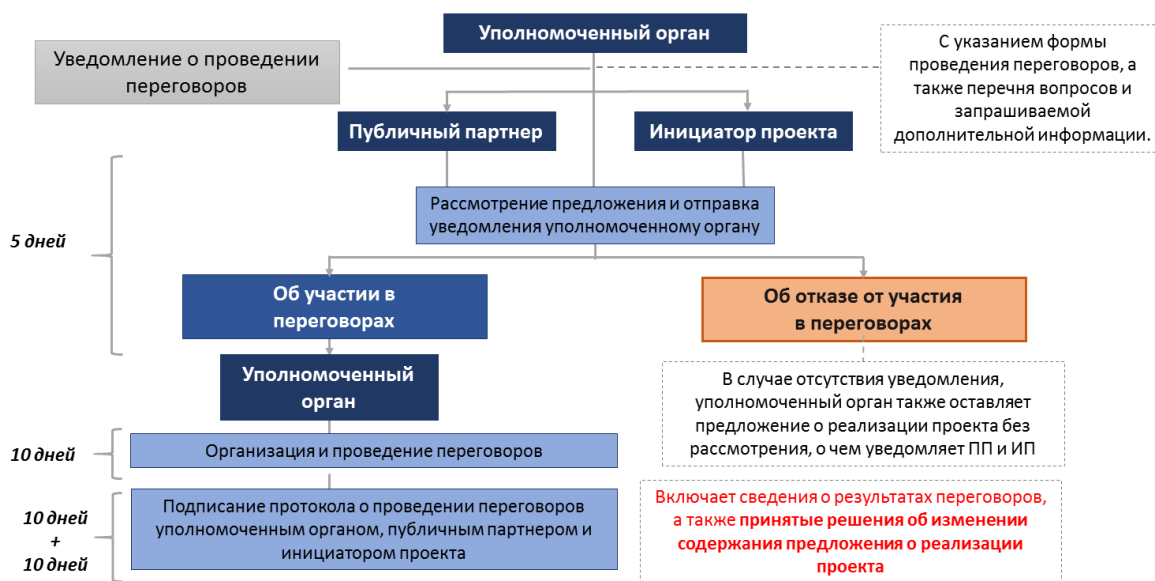 Уполномоченный орган
Уведомление о проведении
переговоров
С указанием формы
проведения переговоров, а
также перечня вопросов и
запрашиваемой
дополнительной информации.
Публичный партнер
Инициатор проекта
Рассмотрение предложения и отправка
уведомления уполномоченному органу
5 дней
Об участии в
переговорах
Об отказе от участия
в переговорах
Уполномоченный
орган
В случае отсутствия уведомления,
уполномоченный орган также оставляет
предложение о реализации проекта без
рассмотрения, о чем уведомляет ПП и ИП
10 дней
Организация и проведение переговоров
10 дней
+
10 дней
Подписание протокола о проведении переговоров
уполномоченным органом, публичным партнером и
инициатором проекта
Включает сведения о результатах переговоров,
а также принятые решения об изменении
содержания предложения о реализации
проекта